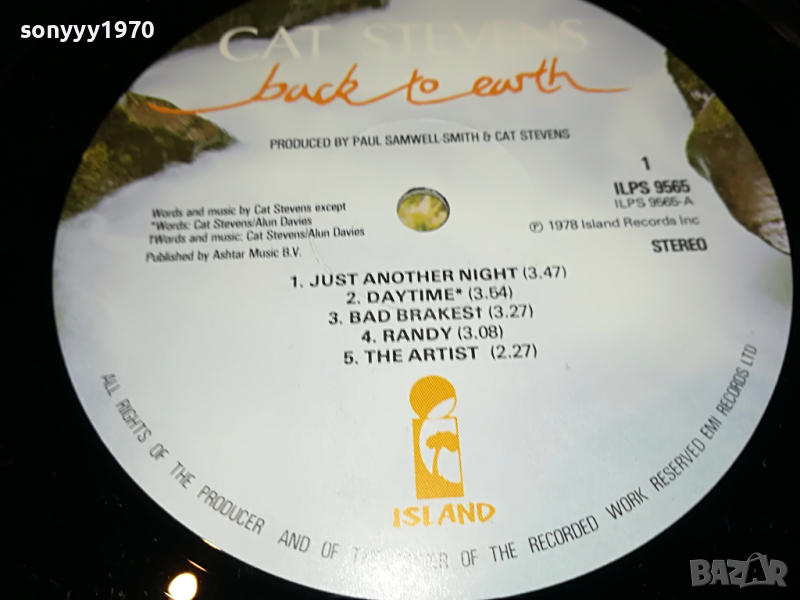 sonyyy1970
CAT STEVENS
back to earth
PRODUCED BY PAUL SAMWELL-SMITH & CAT STEVENS
1
ILPS 9565
ILPS 9565-A
Words and music by Cat Stevens except
*Words: Cat Stevens/Alun Davies
†Words and music: Cat Stevens/Alun Davies
Published by Ashtar Music B.V.
℗ 1978 Island Records Inc
STEREO
1. JUST ANOTHER NIGHT (3.47)
2. DAYTIME* (3.54)
3. BAD BRAKES† (3.27)
4. RANDY (3.08)
5. THE ARTIST (2.27)
ISLAND
ALL RIGHTS OF THE PRODUCER AND OF OF THE RECORDED WORK RESERVED EMI RECORDS LTD
BAZAR